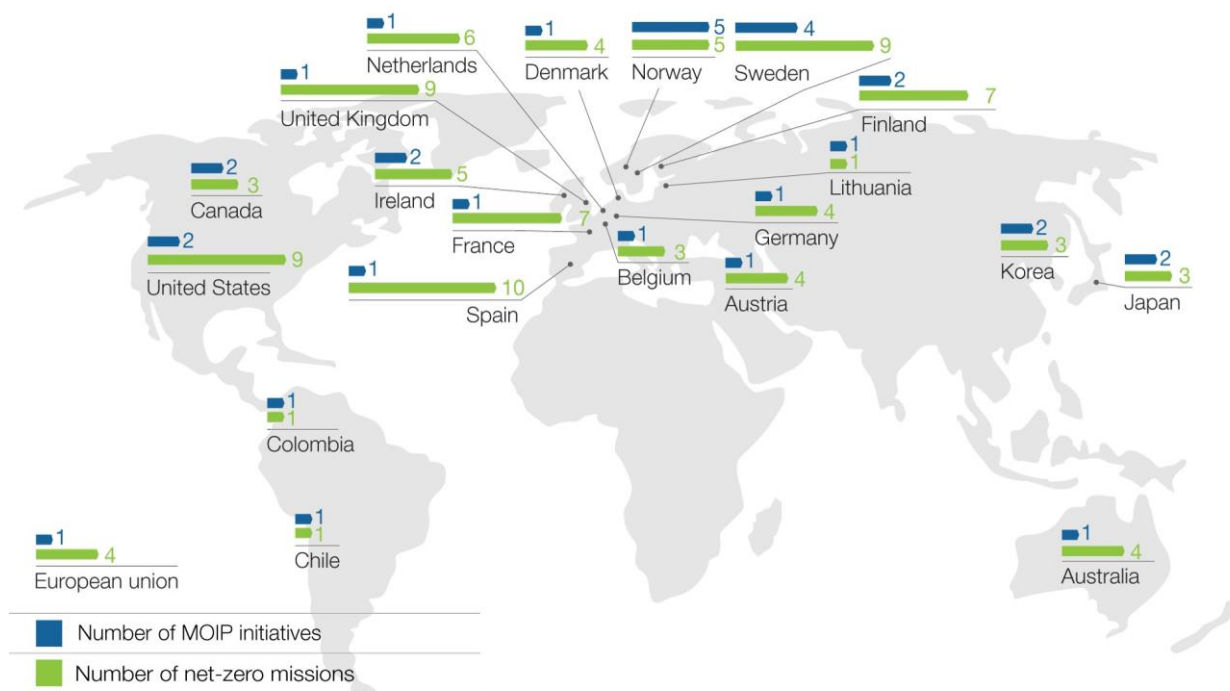 1
6
Netherlands
1
4
Denmark
5
5
Norway
4
9
Sweden
1
9
United Kingdom
2
7
Finland
2
3
Canada
2
5
Ireland
1
1
Lithuania
1
7
France
1
4
Germany
2
9
United States
1
3
Belgium
2
3
Korea
1
10
Spain
1
4
Austria
2
3
Japan
1
1
Colombia
1
1
Chile
1
4
European union
1
4
Australia
Number of MOIP initiatives
Number of net-zero missions